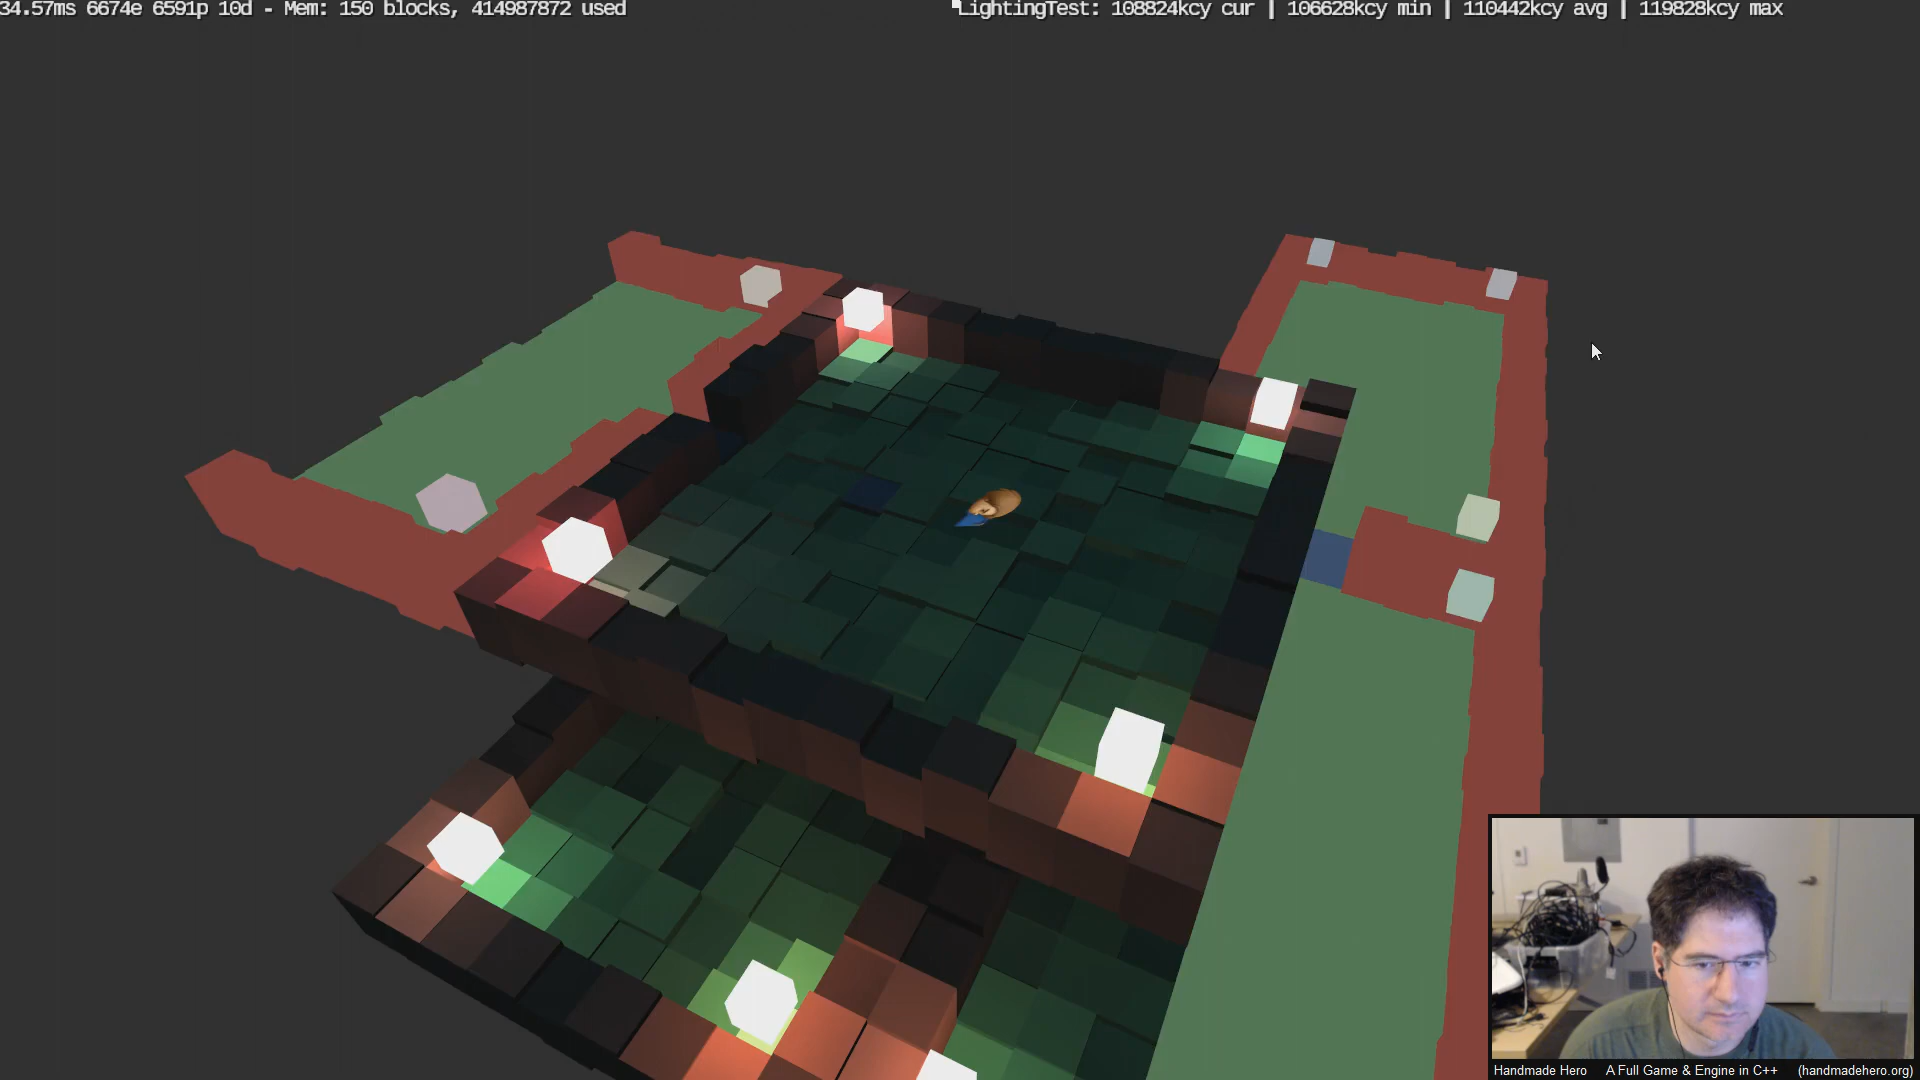 34.57ms 6674e 6591p 10d - Mem: 150 blocks, 414987872 used
LightingTest: 108824kcy cur | 106628kcy min | 110442kcy avg | 119828kcy max
Handmade Hero A Full Game & Engine in C++ (handmadehero.org)